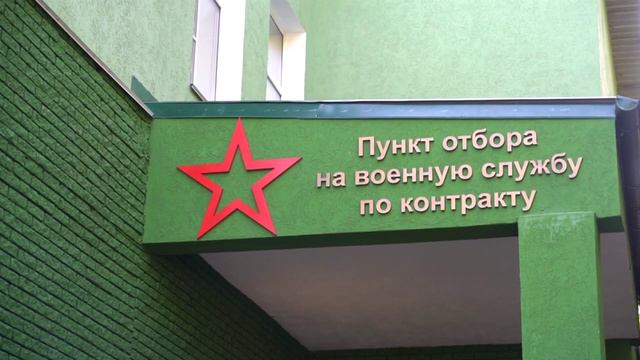 Пункт отбора
на военную службу
по контракту